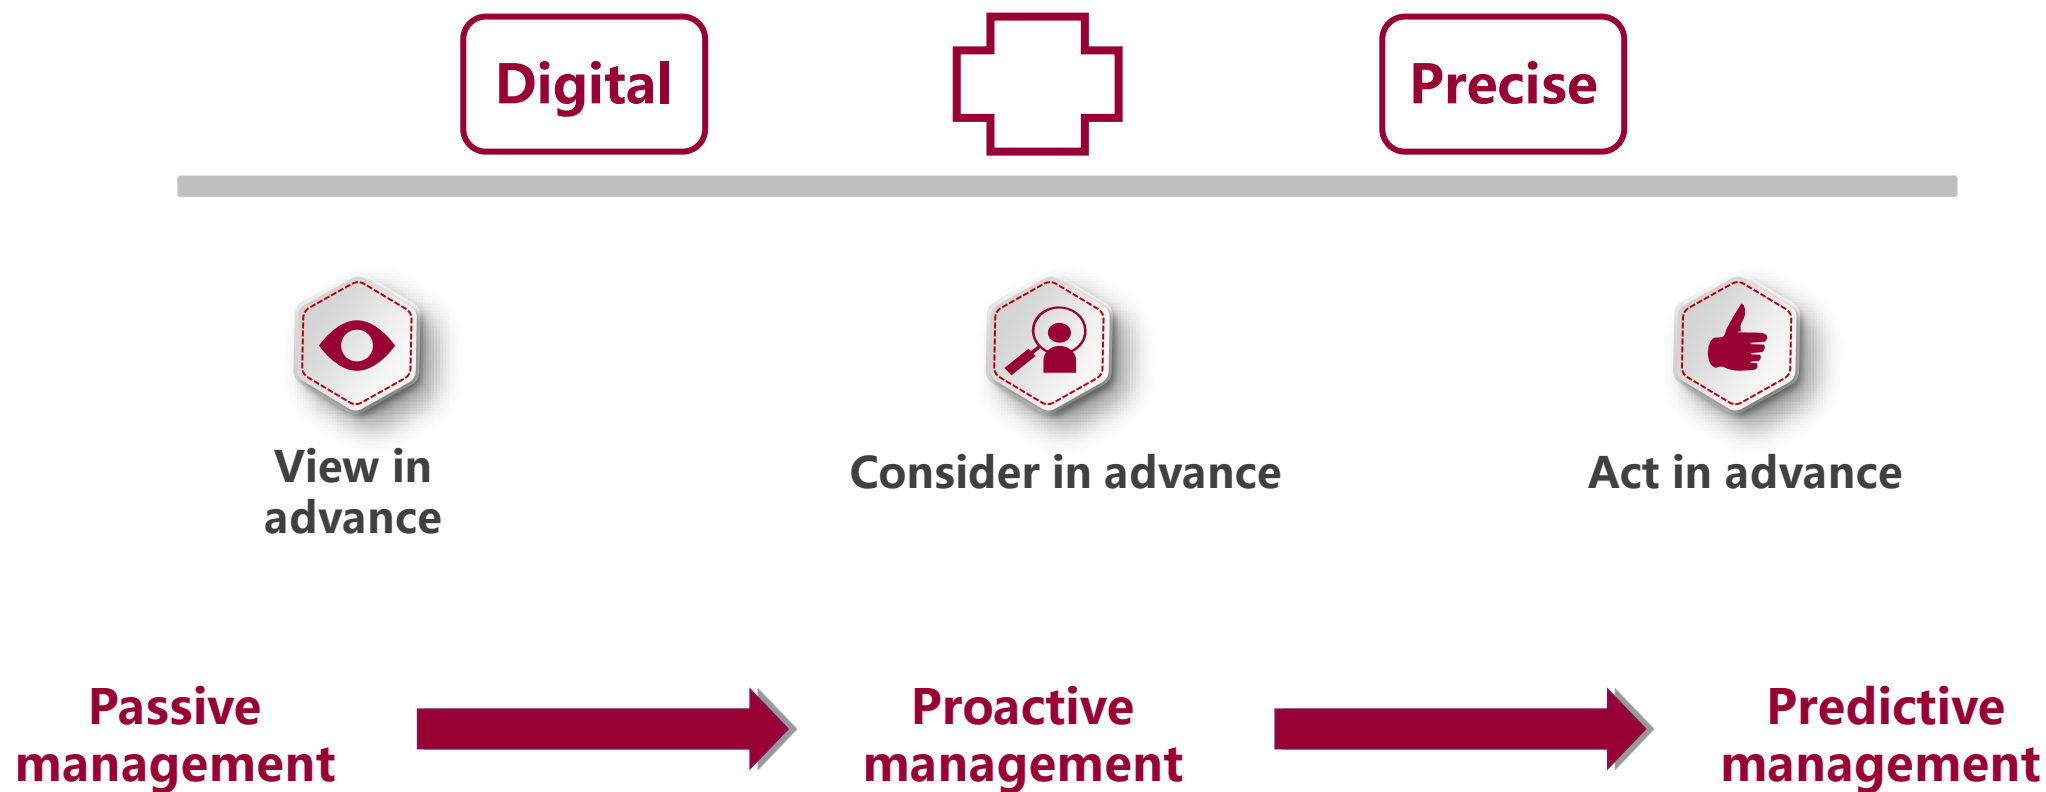 Digital
Precise
View in
advance
Consider in advance
Act in advance
Passive
management
Proactive
management
Predictive
management